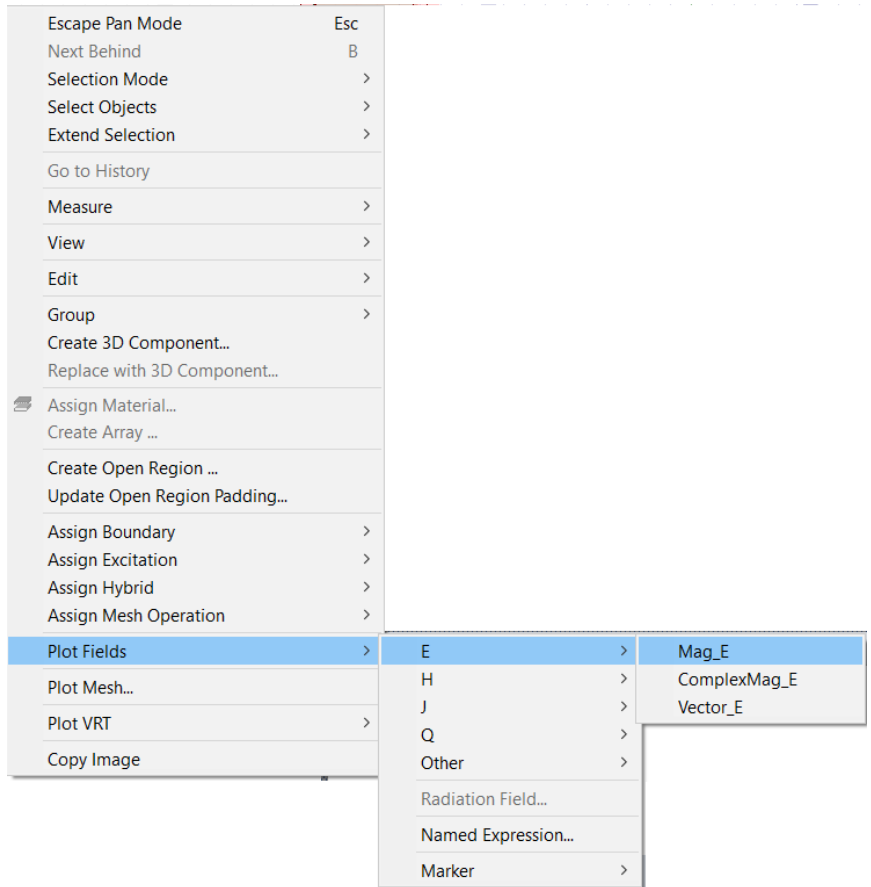 Escape Pan Mode Esc
Next Behind B
Selection Mode
Select Objects
Extend Selection
Go to History
Measure
View
Edit
Group
Create 3D Component...
Replace with 3D Component...
Assign Material...
Create Array ...
Create Open Region ...
Update Open Region Padding...
Assign Boundary
Assign Excitation
Assign Hybrid
Assign Mesh Operation
Plot Fields
Plot Mesh...
Plot VRT
Copy Image
E
H
J
Q
Other
Radiation Field...
Named Expression...
Marker
Mag_E
ComplexMag_E
Vector_E